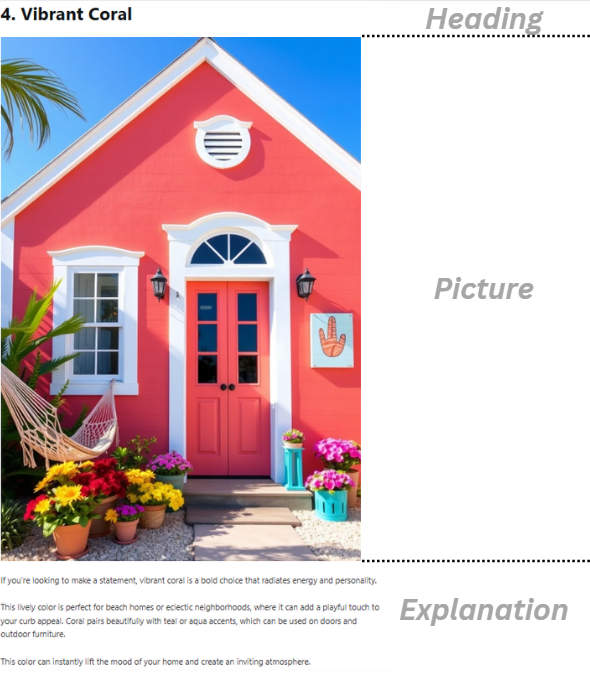 4. Vibrant Coral
Heading
Picture
If you're looking to make a statement, vibrant coral is a bold choice that radiates energy and personality.
This lively color is perfect for beach homes or eclectic neighborhoods, where it can add a playful touch to
your curb appeal. Coral pairs beautifully with teal or aqua accents, which can be used on doors and
outdoor furniture.
Explanation
This color can instantly lift the mood of your home and create an inviting atmosphere.